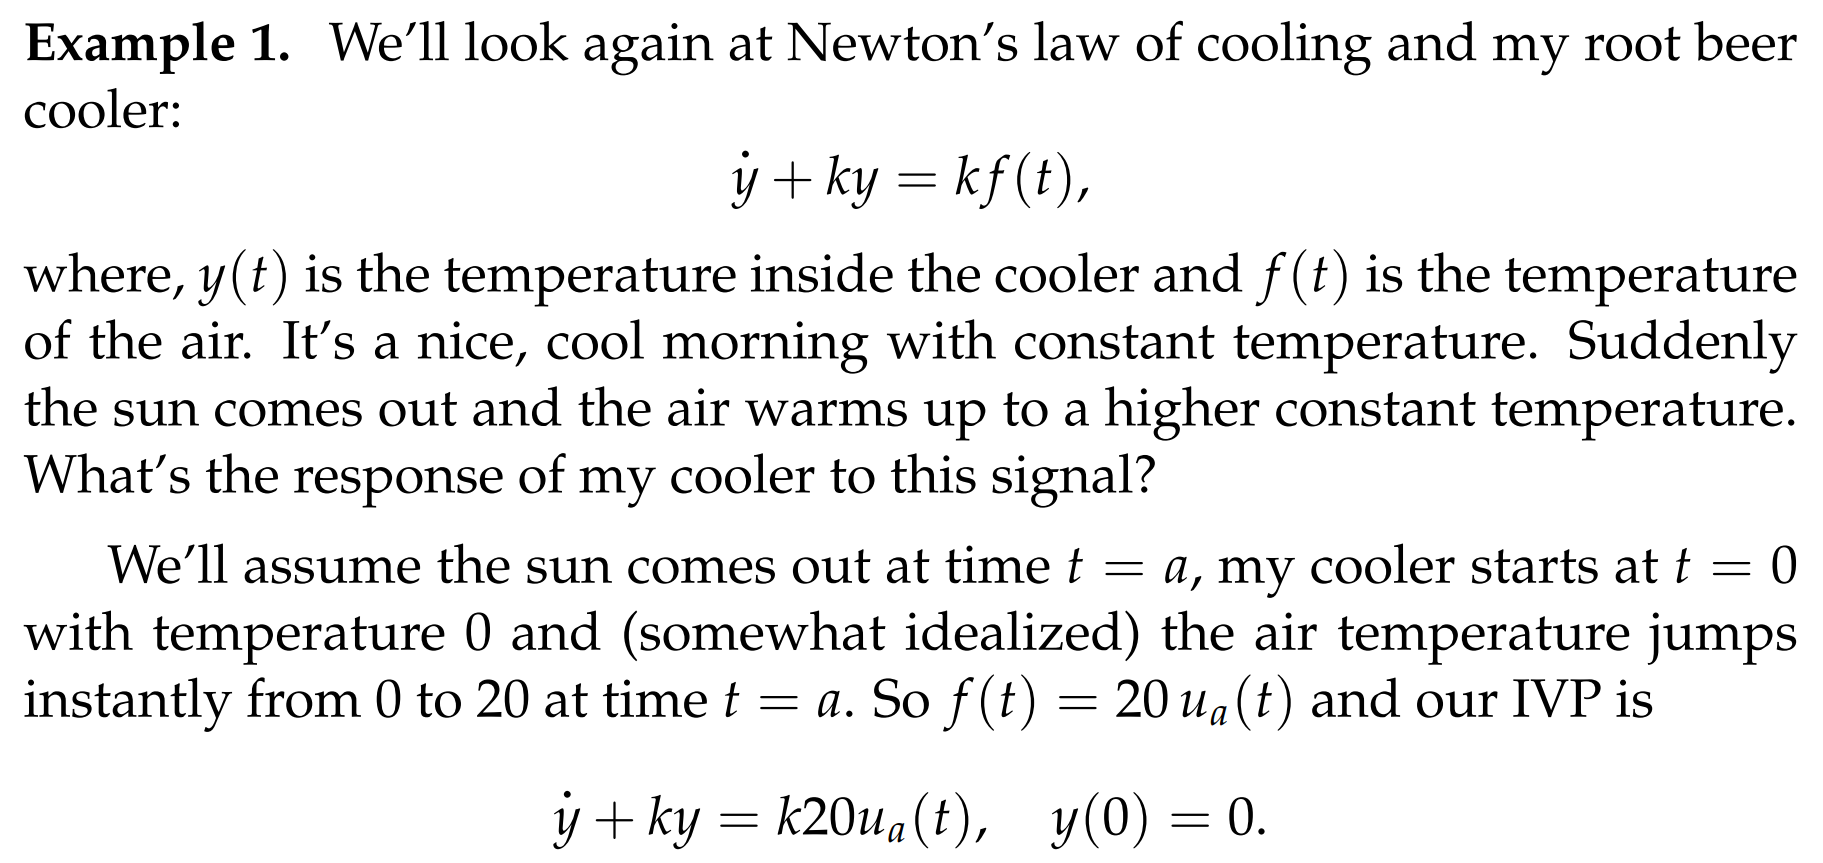 Example 1. We'll look again at Newton's law of cooling and my root beer
cooler:
ẏ + ky = kf(t),
where, y(t) is the temperature inside the cooler and f(t) is the temperature
of the air. It's a nice, cool morning with constant temperature. Suddenly
the sun comes out and the air warms up to a higher constant temperature.
What's the response of my cooler to this signal?
We'll assume the sun comes out at time t = a, my cooler starts at t = 0
with temperature 0 and (somewhat idealized) the air temperature jumps
instantly from 0 to 20 at time t = a. So f(t) = 20 uₐ(t) and our IVP is
ẏ + ky = k20uₐ(t), y(0) = 0.